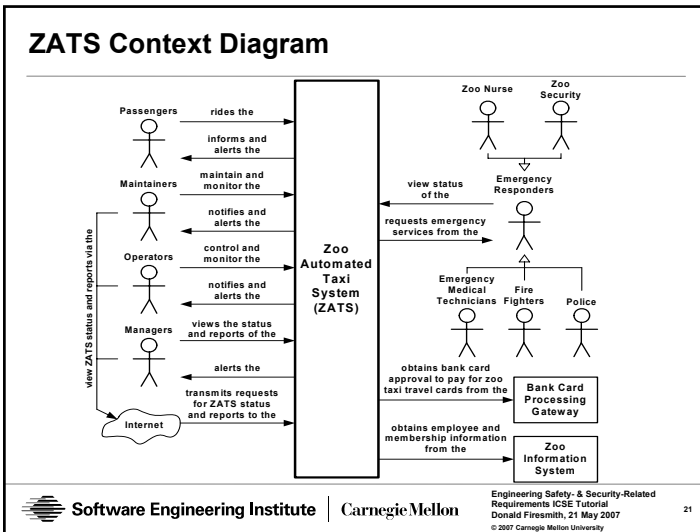 ZATS Context Diagram
Passengers
rides the
informs and
alerts the
Maintainers
maintain and
monitor the
notifies and
alerts the
Operators
control and
monitor the
notifies and
alerts the
Managers
views the status
and reports of the
alerts the
view ZATS status and reports via the
Internet
transmits requests
for ZATS status
and reports to the
Zoo
Automated
Taxi
System
(ZATS)
Zoo Nurse
Zoo
Security
Emergency
Responders
view status
of the
requests emergency
services from the
Emergency
Medical
Technicians
Fire
Fighters
Police
obtains bank card
approval to pay for zoo
taxi travel cards from the
Bank Card
Processing
Gateway
obtains employee and
membership information
from the
Zoo
Information
System
Software Engineering Institute
Carnegie Mellon
Engineering Safety- & Security-Related
Requirements ICSE Tutorial
Donald Firesmith, 21 May 2007
© 2007 Carnegie Mellon University
21